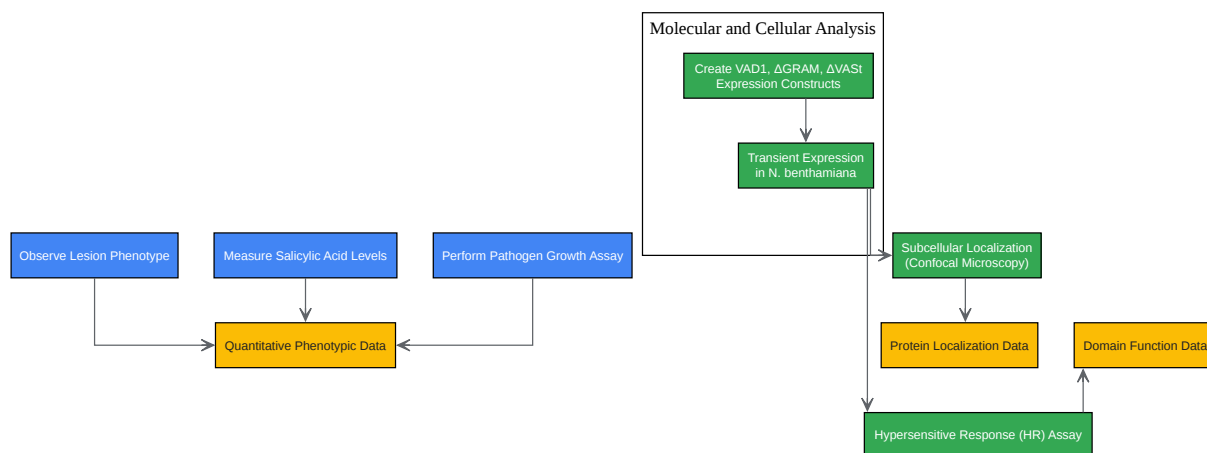 Molecular and Cellular Analysis
Create VAD1, ΔGRAM, ΔVASt
Expression Constructs
Transient Expression
in N. benthamiana
Observe Lesion Phenotype
Measure Salicylic Acid Levels
Perform Pathogen Growth Assay
Subcellular Localization
(Confocal Microscopy)
Quantitative Phenotypic Data
Protein Localization Data
Domain Function Data
Hypersensitive Response (HR) Assay